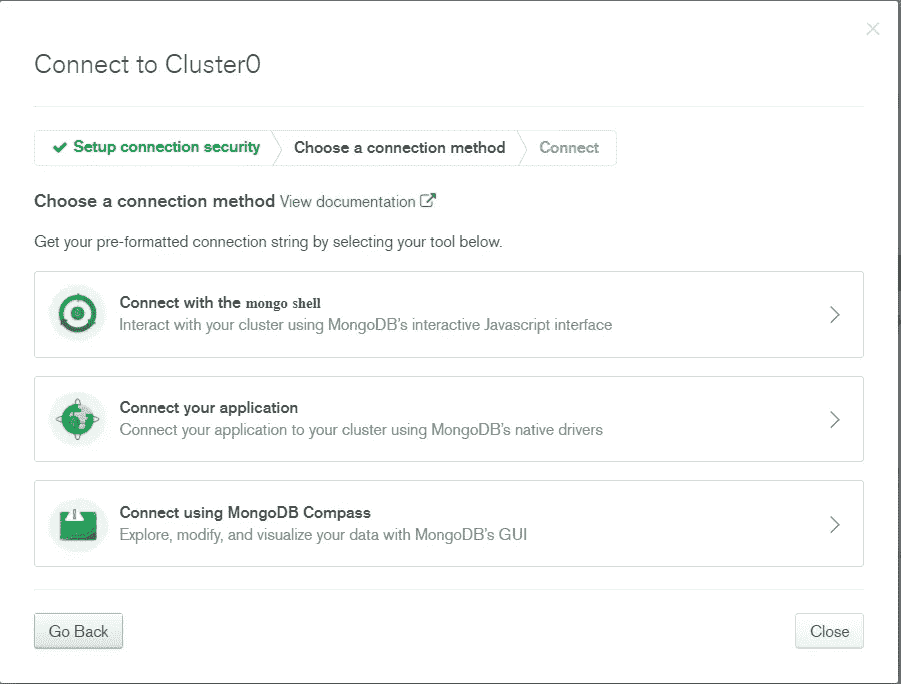 Connect to Cluster0
Setup connection security
Choose a connection method
Connect
Choose a connection method View documentation
Get your pre-formatted connection string by selecting your tool below.
Connect with the mongo shell
Interact with your cluster using MongoDB's interactive Javascript interface
Connect your application
Connect your application to your cluster using MongoDB's native drivers
Connect using MongoDB Compass
Explore, modify, and visualize your data with MongoDB's GUI
Go Back
Close